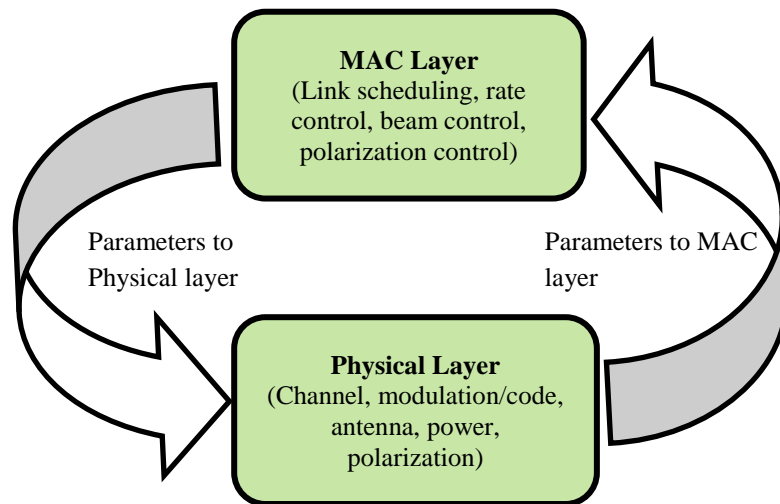 MAC Layer
(Link scheduling, rate
control, beam control,
polarization control)
Parameters to
Physical layer
Parameters to MAC
layer
Physical Layer
(Channel, modulation/code,
antenna, power,
polarization)